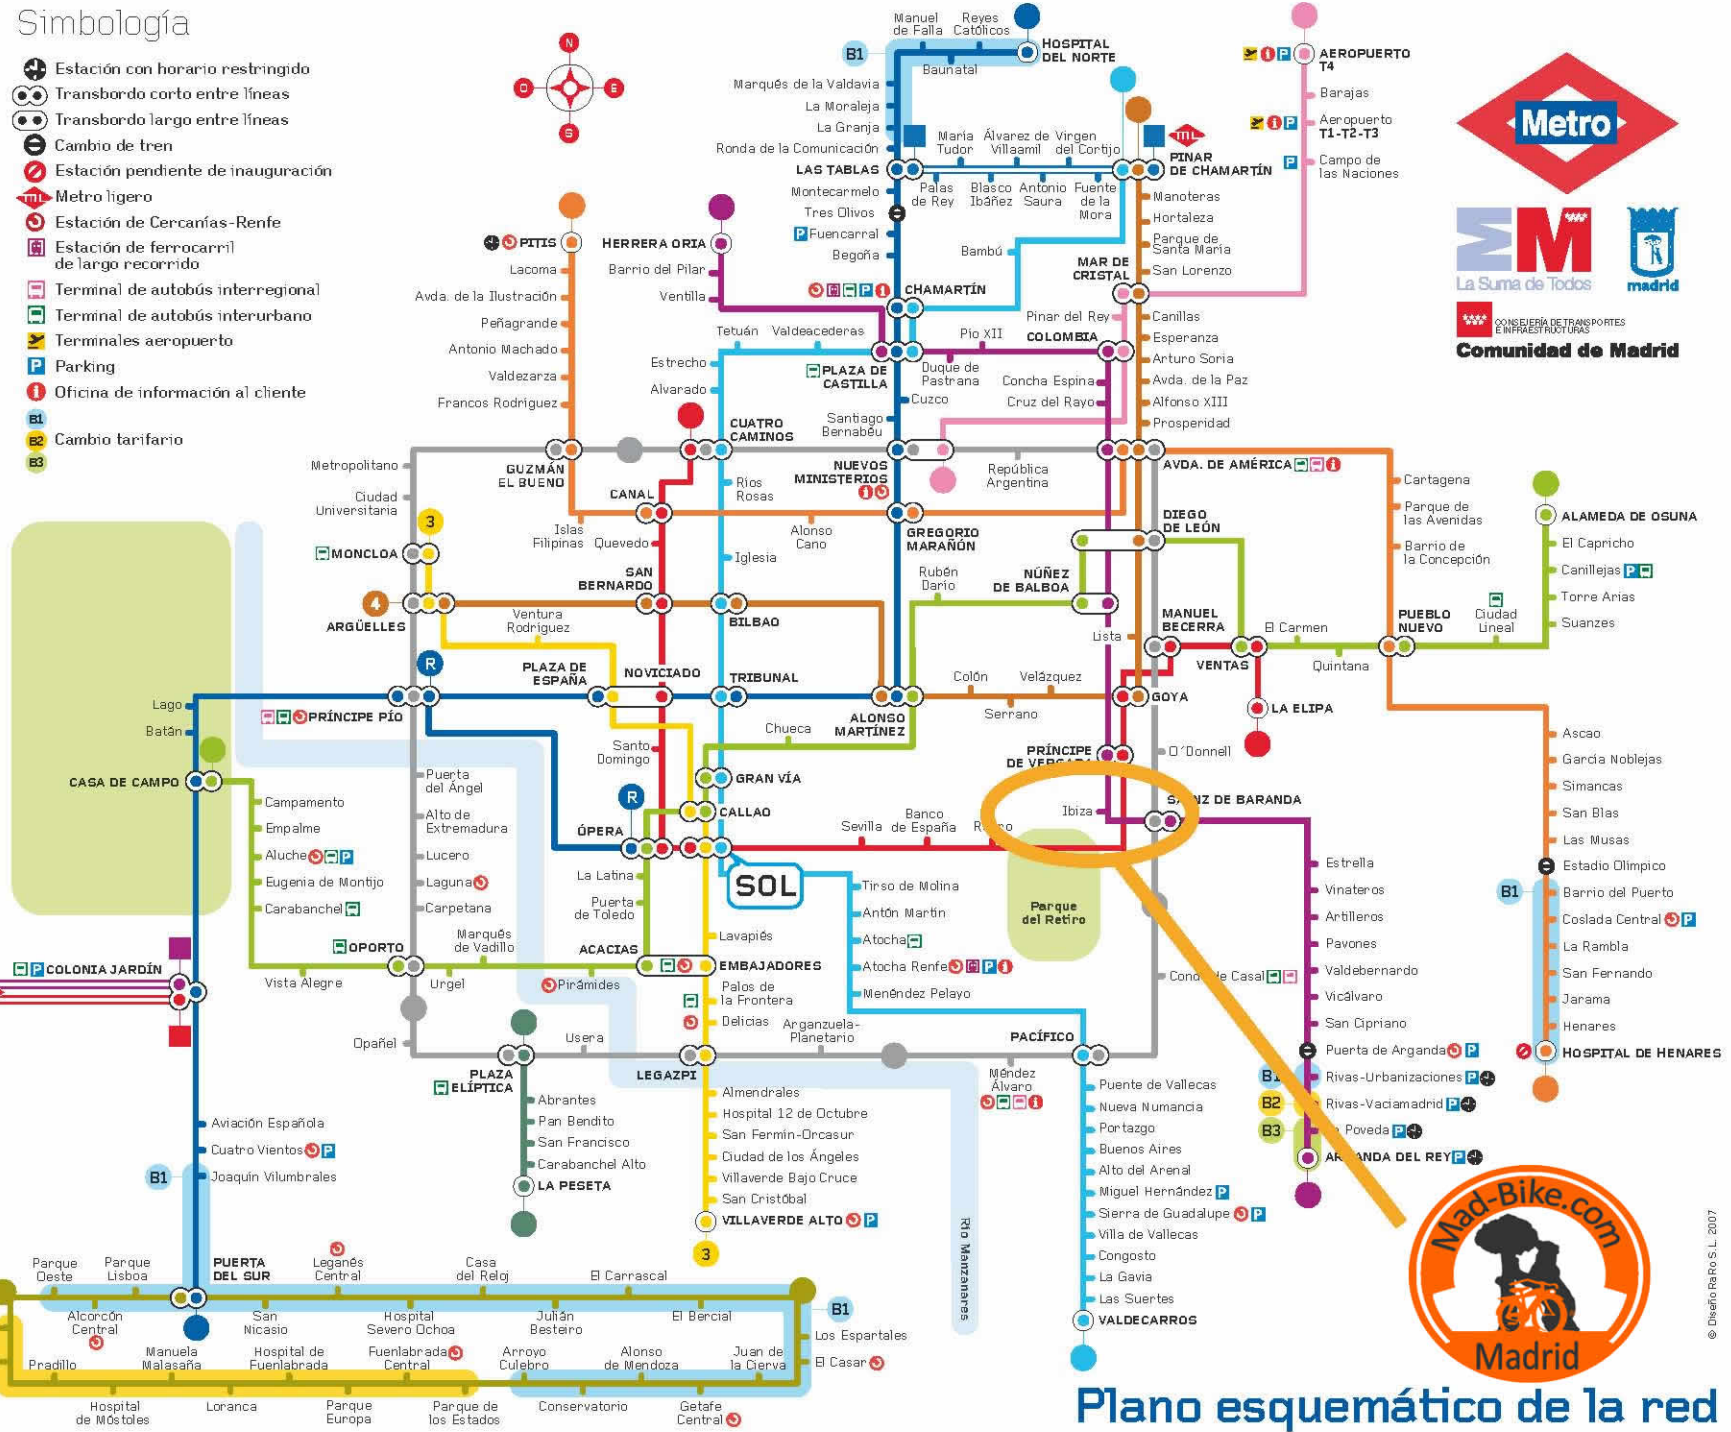 Simbología
Estación con horario restringido
Transbordo corto entre líneas
Transbordo largo entre líneas
Cambio de tren
Estación pendiente de inauguración
ML
Metro ligero
Estación de Cercanías-Renfe
Estación de ferrocarril
de largo recorrido
Terminal de autobús interregional
Terminal de autobús interurbano
Terminales aeropuerto
P
Parking
i
Oficina de información al cliente
B1
B2
Cambio tarifario
B3
N
O
E
S
Manuel
de Falla
Reyes
Católicos
B1
HOSPITAL
DEL NORTE
Baunatal
Marqués de la Valdavia
La Moraleja
La Granja
Ronda de la Comunicación
LAS TABLAS
María
Tudor
Álvarez de
Villaamil
Virgen
del Cortijo
ML
PINAR
DE CHAMARTÍN
Palas
de Rey
Blasco
Ibáñez
Antonio
Saura
Fuente
de la
Mora
Montecarmelo
Tres Olivos
P Fuencarral
Begoña
P CHAMARTÍN
Bambú
AEROPUERTO
T4
Barajas
Aeropuerto
T1-T2-T3
P Campo de
las Naciones
Manoteras
Hortaleza
Parque de
Santa María
San Lorenzo
MAR DE
CRISTAL
Canillas
Esperanza
Arturo Soria
Avda. de la Paz
Alfonso XIII
Prosperidad
Metro
EM
La Suma de Todos
madrid
CONSEJERÍA DE TRANSPORTES
E INFRAESTRUCTURAS
Comunidad de Madrid
PITIS
Lacoma
Avda. de la Ilustración
Peñagrande
Antonio Machado
Valdezarza
Francos Rodríguez
HERRERA ORIA
Barrio del Pilar
Ventilla
Tetuán
Valdeacederas
Estrecho
Alvarado
PLAZA DE
CASTILLA
Duque de
Pastrana
Pío XII
Pinar del Rey
COLOMBIA
Concha Espina
Cruz del Rayo
Cuzco
Santiago
Bernabéu
CUATRO
CAMINOS
GUZMÁN
EL BUENO
Metropolitano
Ciudad
Universitaria
NUEVOS
MINISTERIOS
República
Argentina
AVDA. DE AMÉRICA
Cartagena
Parque de
las Avenidas
Barrio de
la Concepción
CANAL
Ríos
Rosas
Islas
Filipinas
Quevedo
Alonso
Cano
GREGORIO
MARAÑÓN
DIEGO
DE LEÓN
ALAMEDA DE OSUNA
El Capricho
Canillejas P
Torre Arias
Suanzes
Ciudad
Lineal
3
MONCLOA
Iglesia
SAN
BERNARDO
Rubén
Darío
NÚÑEZ
DE BALBOA
4
ARGÜELLES
Ventura
Rodríguez
BILBAO
Lista
MANUEL
BECERRA
El Carmen
PUEBLO
NUEVO
VENTAS
Quintana
R
PLAZA DE
ESPAÑA
NOVICIADO
TRIBUNAL
Colón
Velázquez
Serrano
GOYA
LA ELIPA
Lago
Batán
PRÍNCIPE PÍO
ALONSO
MARTÍNEZ
Chueca
Santo
Domingo
PRÍNCIPE
DE VERGARA
O'Donnell
Ascao
García Noblejas
Simancas
San Blas
Las Musas
Estadio Olímpico
B1
Barrio del Puerto
Coslada Central P
La Rambla
San Fernando
Jarama
Henares
HOSPITAL DE HENARES
CASA DE CAMPO
Campamento
Empalme
Aluche P
Eugenia de Montijo
Carabanchel
Puerta
del Ángel
Alto de
Extremadura
Lucero
Laguna
Carpetana
GRAN VÍA
CALLAO
R
ÓPERA
SOL
Sevilla
Banco
de España
Retiro
Ibiza
SAINZ DE BARANDA
Parque
del Retiro
La Latina
Puerta
de Toledo
Tirso de Molina
Antón Martín
Atocha
Atocha Renfe P i
Menéndez Pelayo
Estrella
Vinateros
Artilleros
Pavones
Valdebernardo
Vicálvaro
San Cipriano
Puerta de Arganda P
B1
Rivas-Urbanizaciones P
B2
Rivas-Vaciamadrid P
B3
La Poveda P
ARGANDA DEL REY P
P COLONIA JARDÍN
OPORTO
Marqués
de Vadillo
Vista Alegre
Urgel
Pirámides
ACACIAS
Lavapiés
EMBAJADORES
Palos de
la Frontera
Delicias
Conde de Casal
Opañel
PLAZA
ELÍPTICA
Usera
LEGAZPI
Arganzuela-
Planetario
Méndez
Álvaro
PACÍFICO
Abrantes
Pan Bendito
San Francisco
Carabanchel Alto
LA PESETA
Almendrales
Hospital 12 de Octubre
San Fermín-Orcasur
Ciudad de los Ángeles
Villaverde Bajo Cruce
San Cristóbal
VILLAVERDE ALTO P
3
Puente de Vallecas
Nueva Numancia
Portazgo
Buenos Aires
Alto del Arenal
Miguel Hernández P
Sierra de Guadalupe P
Villa de Vallecas
Congosto
La Gavia
Las Suertes
VALDECARROS
Río Manzanares
Aviación Española
Cuatro Vientos P
B1
Joaquín Vilumbrales
Parque
Oeste
Parque
Lisboa
PUERTA
DEL SUR
Leganés
Central
Casa
del Reloj
El Carrascal
B1
Alcorcón
Central
San
Nicasio
Hospital
Severo Ochoa
Julián
Besteiro
El Bercial
Los Espartales
El Casar
Pradillo
Manuela
Malasaña
Hospital de
Fuenlabrada
Fuenlabrada
Central
Arroyo
Culebro
Alonso
de Mendoza
Juan de
la Cierva
Hospital
de Móstoles
Loranca
Parque
Europa
Parque de
los Estados
Conservatorio
Getafe
Central
Mad-Bike.com
Madrid
© Diseño RaRo S.L. 2007
Plano esquemático de la red